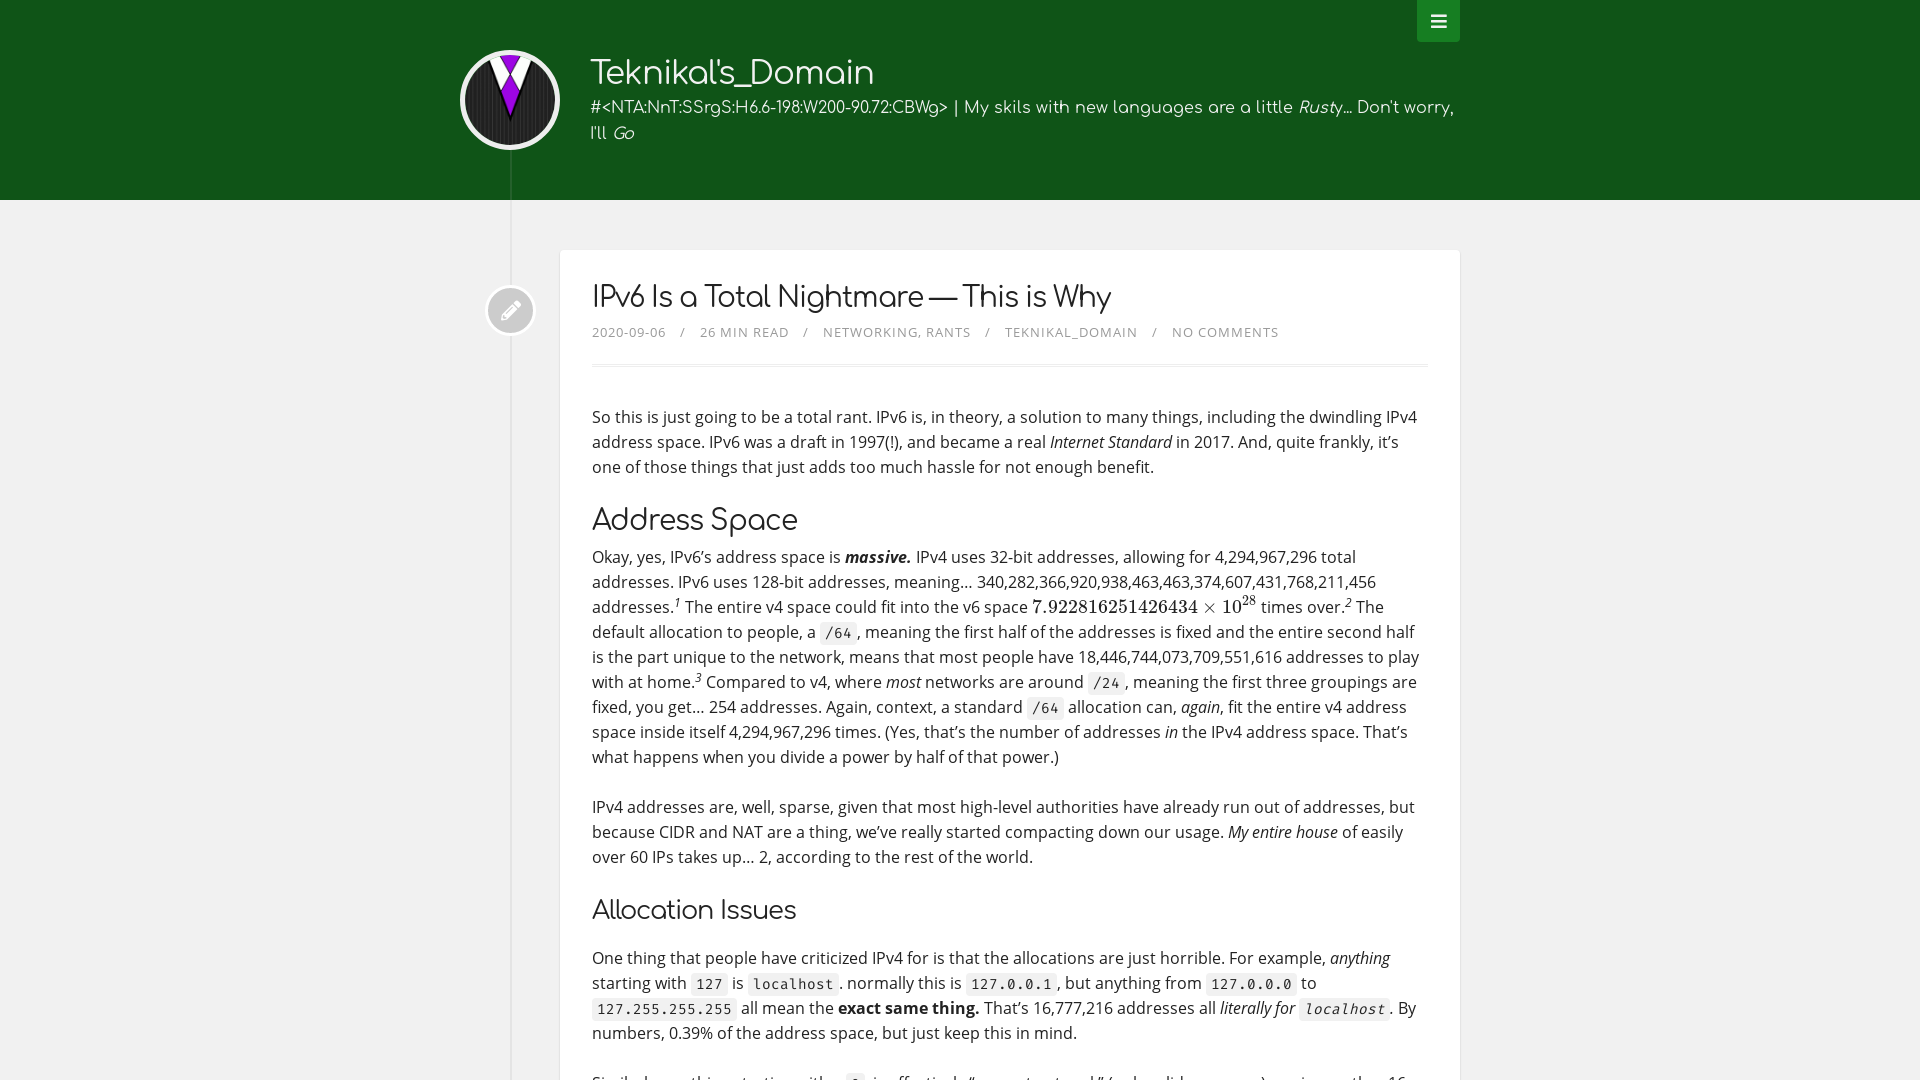 Teknikal's_Domain
#<NTA:NnT:SSrgS:H6.6-198:W200-90.72:CBWg> | My skils with new languages are a little Rusty... Don't worry,
I'll Go
IPv6 Is a Total Nightmare — This is Why
2020-09-06 / 26 MIN READ / NETWORKING, RANTS / TEKNIKAL_DOMAIN / NO COMMENTS
So this is just going to be a total rant. IPv6 is, in theory, a solution to many things, including the dwindling IPv4
address space. IPv6 was a draft in 1997(!), and became a real Internet Standard in 2017. And, quite frankly, it’s
one of those things that just adds too much hassle for not enough benefit.
Address Space
Okay, yes, IPv6’s address space is massive. IPv4 uses 32-bit addresses, allowing for 4,294,967,296 total
addresses. IPv6 uses 128-bit addresses, meaning… 340,282,366,920,938,463,463,374,607,431,768,211,456
addresses.1 The entire v4 space could fit into the v6 space 7.922816251426434 × 10^28 times over.2 The
default allocation to people, a /64, meaning the first half of the addresses is fixed and the entire second half
is the part unique to the network, means that most people have 18,446,744,073,709,551,616 addresses to play
with at home.3 Compared to v4, where most networks are around /24, meaning the first three groupings are
fixed, you get… 254 addresses. Again, context, a standard /64 allocation can, again, fit the entire v4 address
space inside itself 4,294,967,296 times. (Yes, that’s the number of addresses in the IPv4 address space. That’s
what happens when you divide a power by half of that power.)
IPv4 addresses are, well, sparse, given that most high-level authorities have already run out of addresses, but
because CIDR and NAT are a thing, we’ve really started compacting down our usage. My entire house of easily
over 60 IPs takes up… 2, according to the rest of the world.
Allocation Issues
One thing that people have criticized IPv4 for is that the allocations are just horrible. For example, anything
starting with 127 is localhost. normally this is 127.0.0.1, but anything from 127.0.0.0 to
127.255.255.255 all mean the exact same thing. That’s 16,777,216 addresses all literally for localhost. By
numbers, 0.39% of the address space, but just keep this in mind.